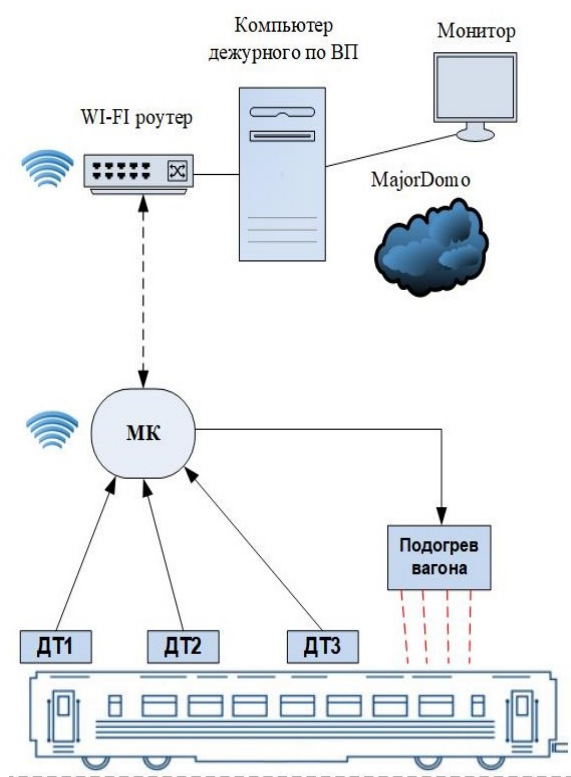 Компьютер
дежурного по ВП
Монитор
WI-FI роутер
MajorDomo
МК
Подогрев
вагона
ДТ1
ДТ2
ДТ3